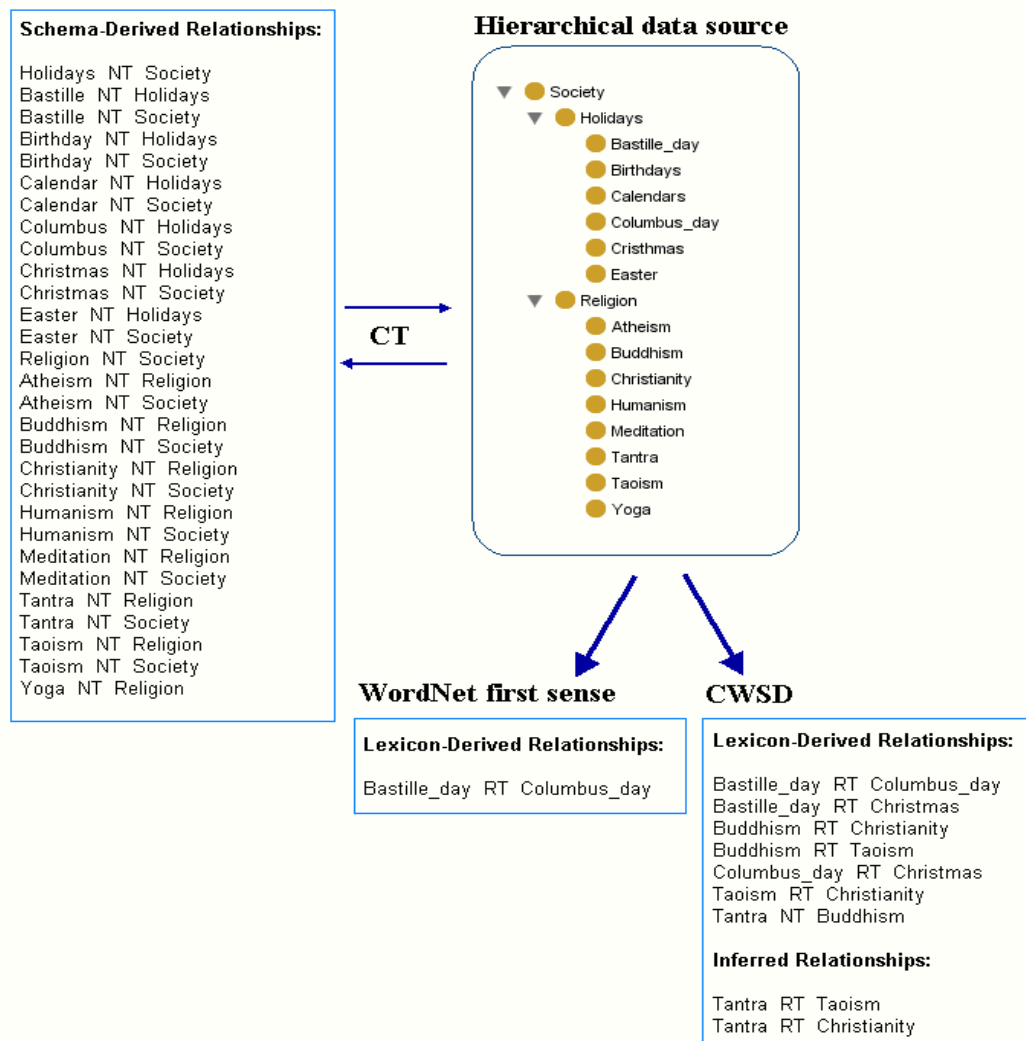 Schema-Derived Relationships:
Holidays NT Society
Bastille NT Holidays
Bastille NT Society
Birthday NT Holidays
Birthday NT Society
Calendar NT Holidays
Calendar NT Society
Columbus NT Holidays
Columbus NT Society
Christmas NT Holidays
Christmas NT Society
Easter NT Holidays
Easter NT Society
Religion NT Society
Atheism NT Religion
Atheism NT Society
Buddhism NT Religion
Buddhism NT Society
Christianity NT Religion
Christianity NT Society
Humanism NT Religion
Humanism NT Society
Meditation NT Religion
Meditation NT Society
Tantra NT Religion
Tantra NT Society
Taoism NT Religion
Taoism NT Society
Yoga NT Religion
CT
Hierarchical data source
Society
Holidays
Bastille_day
Birthdays
Calendars
Columbus_day
Cristhmas
Easter
Religion
Atheism
Buddhism
Christianity
Humanism
Meditation
Tantra
Taoism
Yoga
WordNet first sense
Lexicon-Derived Relationships:
Bastille_day RT Columbus_day
CWSD
Lexicon-Derived Relationships:
Bastille_day RT Columbus_day
Bastille_day RT Christmas
Buddhism RT Christianity
Buddhism RT Taoism
Columbus_day RT Christmas
Taoism RT Christianity
Tantra NT Buddhism
Inferred Relationships:
Tantra RT Taoism
Tantra RT Christianity